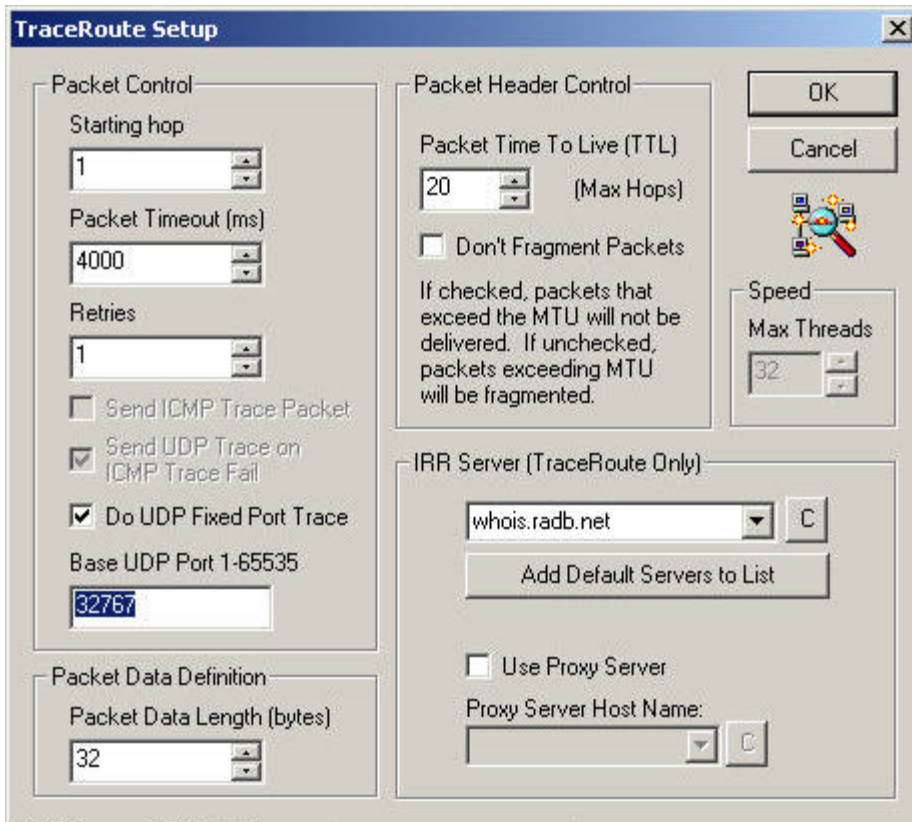 TraceRoute Setup
Packet Control
Starting hop
1
Packet Timeout (ms)
4000
Retries
1
Send ICMP Trace Packet
Send UDP Trace on
ICMP Trace Fail
Do UDP Fixed Port Trace
Base UDP Port 1-65535
32767
Packet Data Definition
Packet Data Length (bytes)
32
Packet Header Control
Packet Time To Live (TTL)
20
(Max Hops)
Don't Fragment Packets
If checked, packets that
exceed the MTU will not be
delivered. If unchecked,
packets exceeding MTU
will be fragmented.
OK
Cancel
Speed
Max Threads
32
IRR Server (TraceRoute Only)
whois.radb.net
C
Add Default Servers to List
Use Proxy Server
Proxy Server Host Name:
C